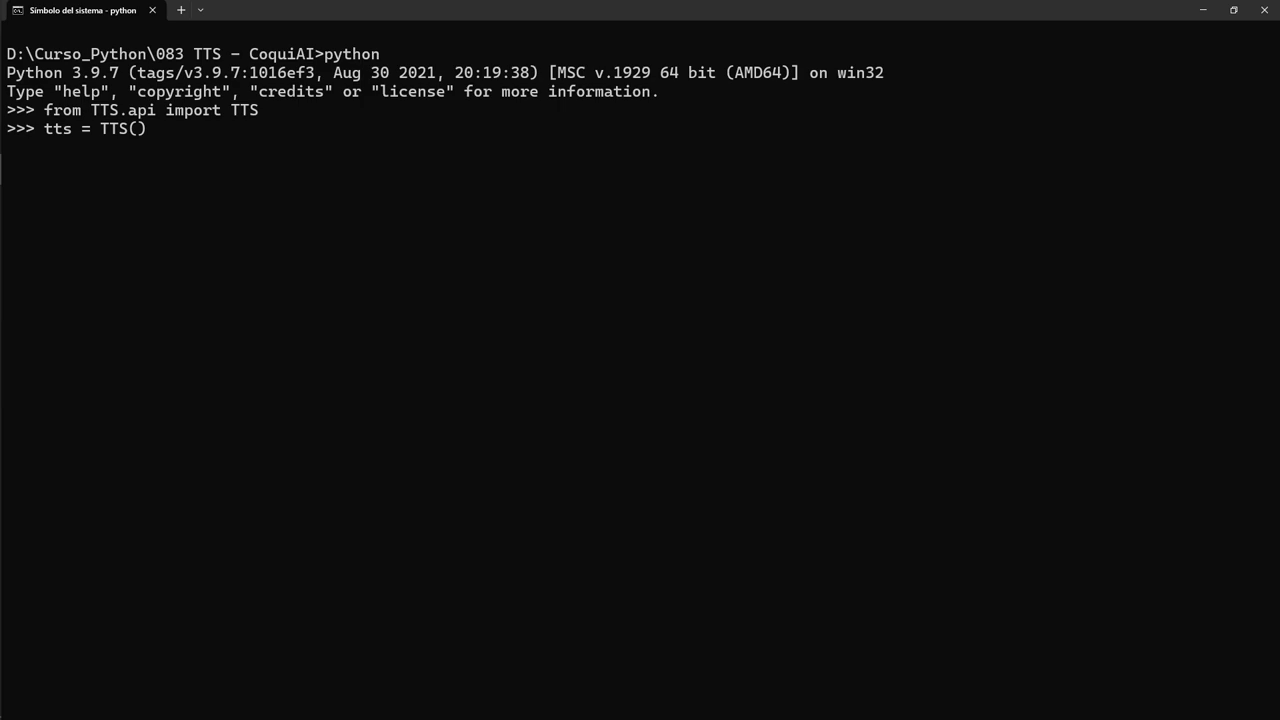 Símbolo del sistema - python
D:\Curso_Python\083 TTS - CoquiAI>python
Python 3.9.7 (tags/v3.9.7:1016ef3, Aug 30 2021, 20:19:38) [MSC v.1929 64 bit (AMD64)] on win32
Type "help", "copyright", "credits" or "license" for more information.
>>> from TTS.api import TTS
>>> tts = TTS()